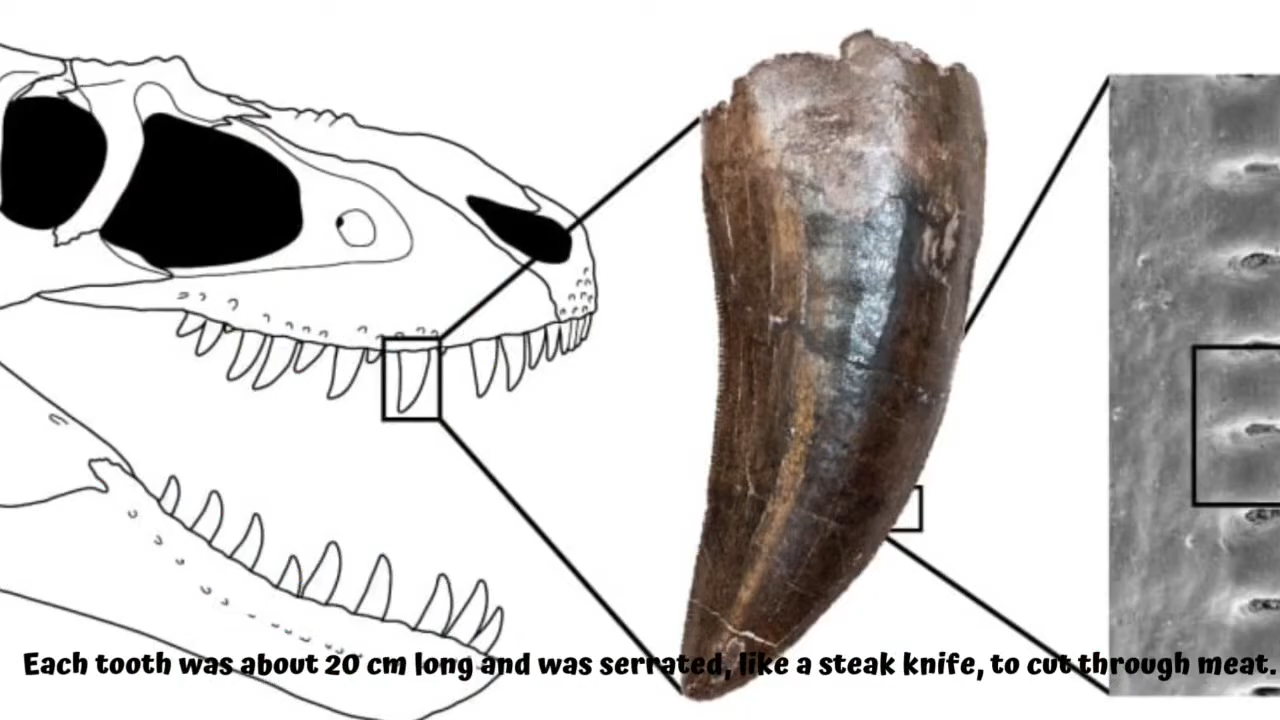 Each tooth was about 20 cm long and was serrated, like a steak knife, to cut through meat.